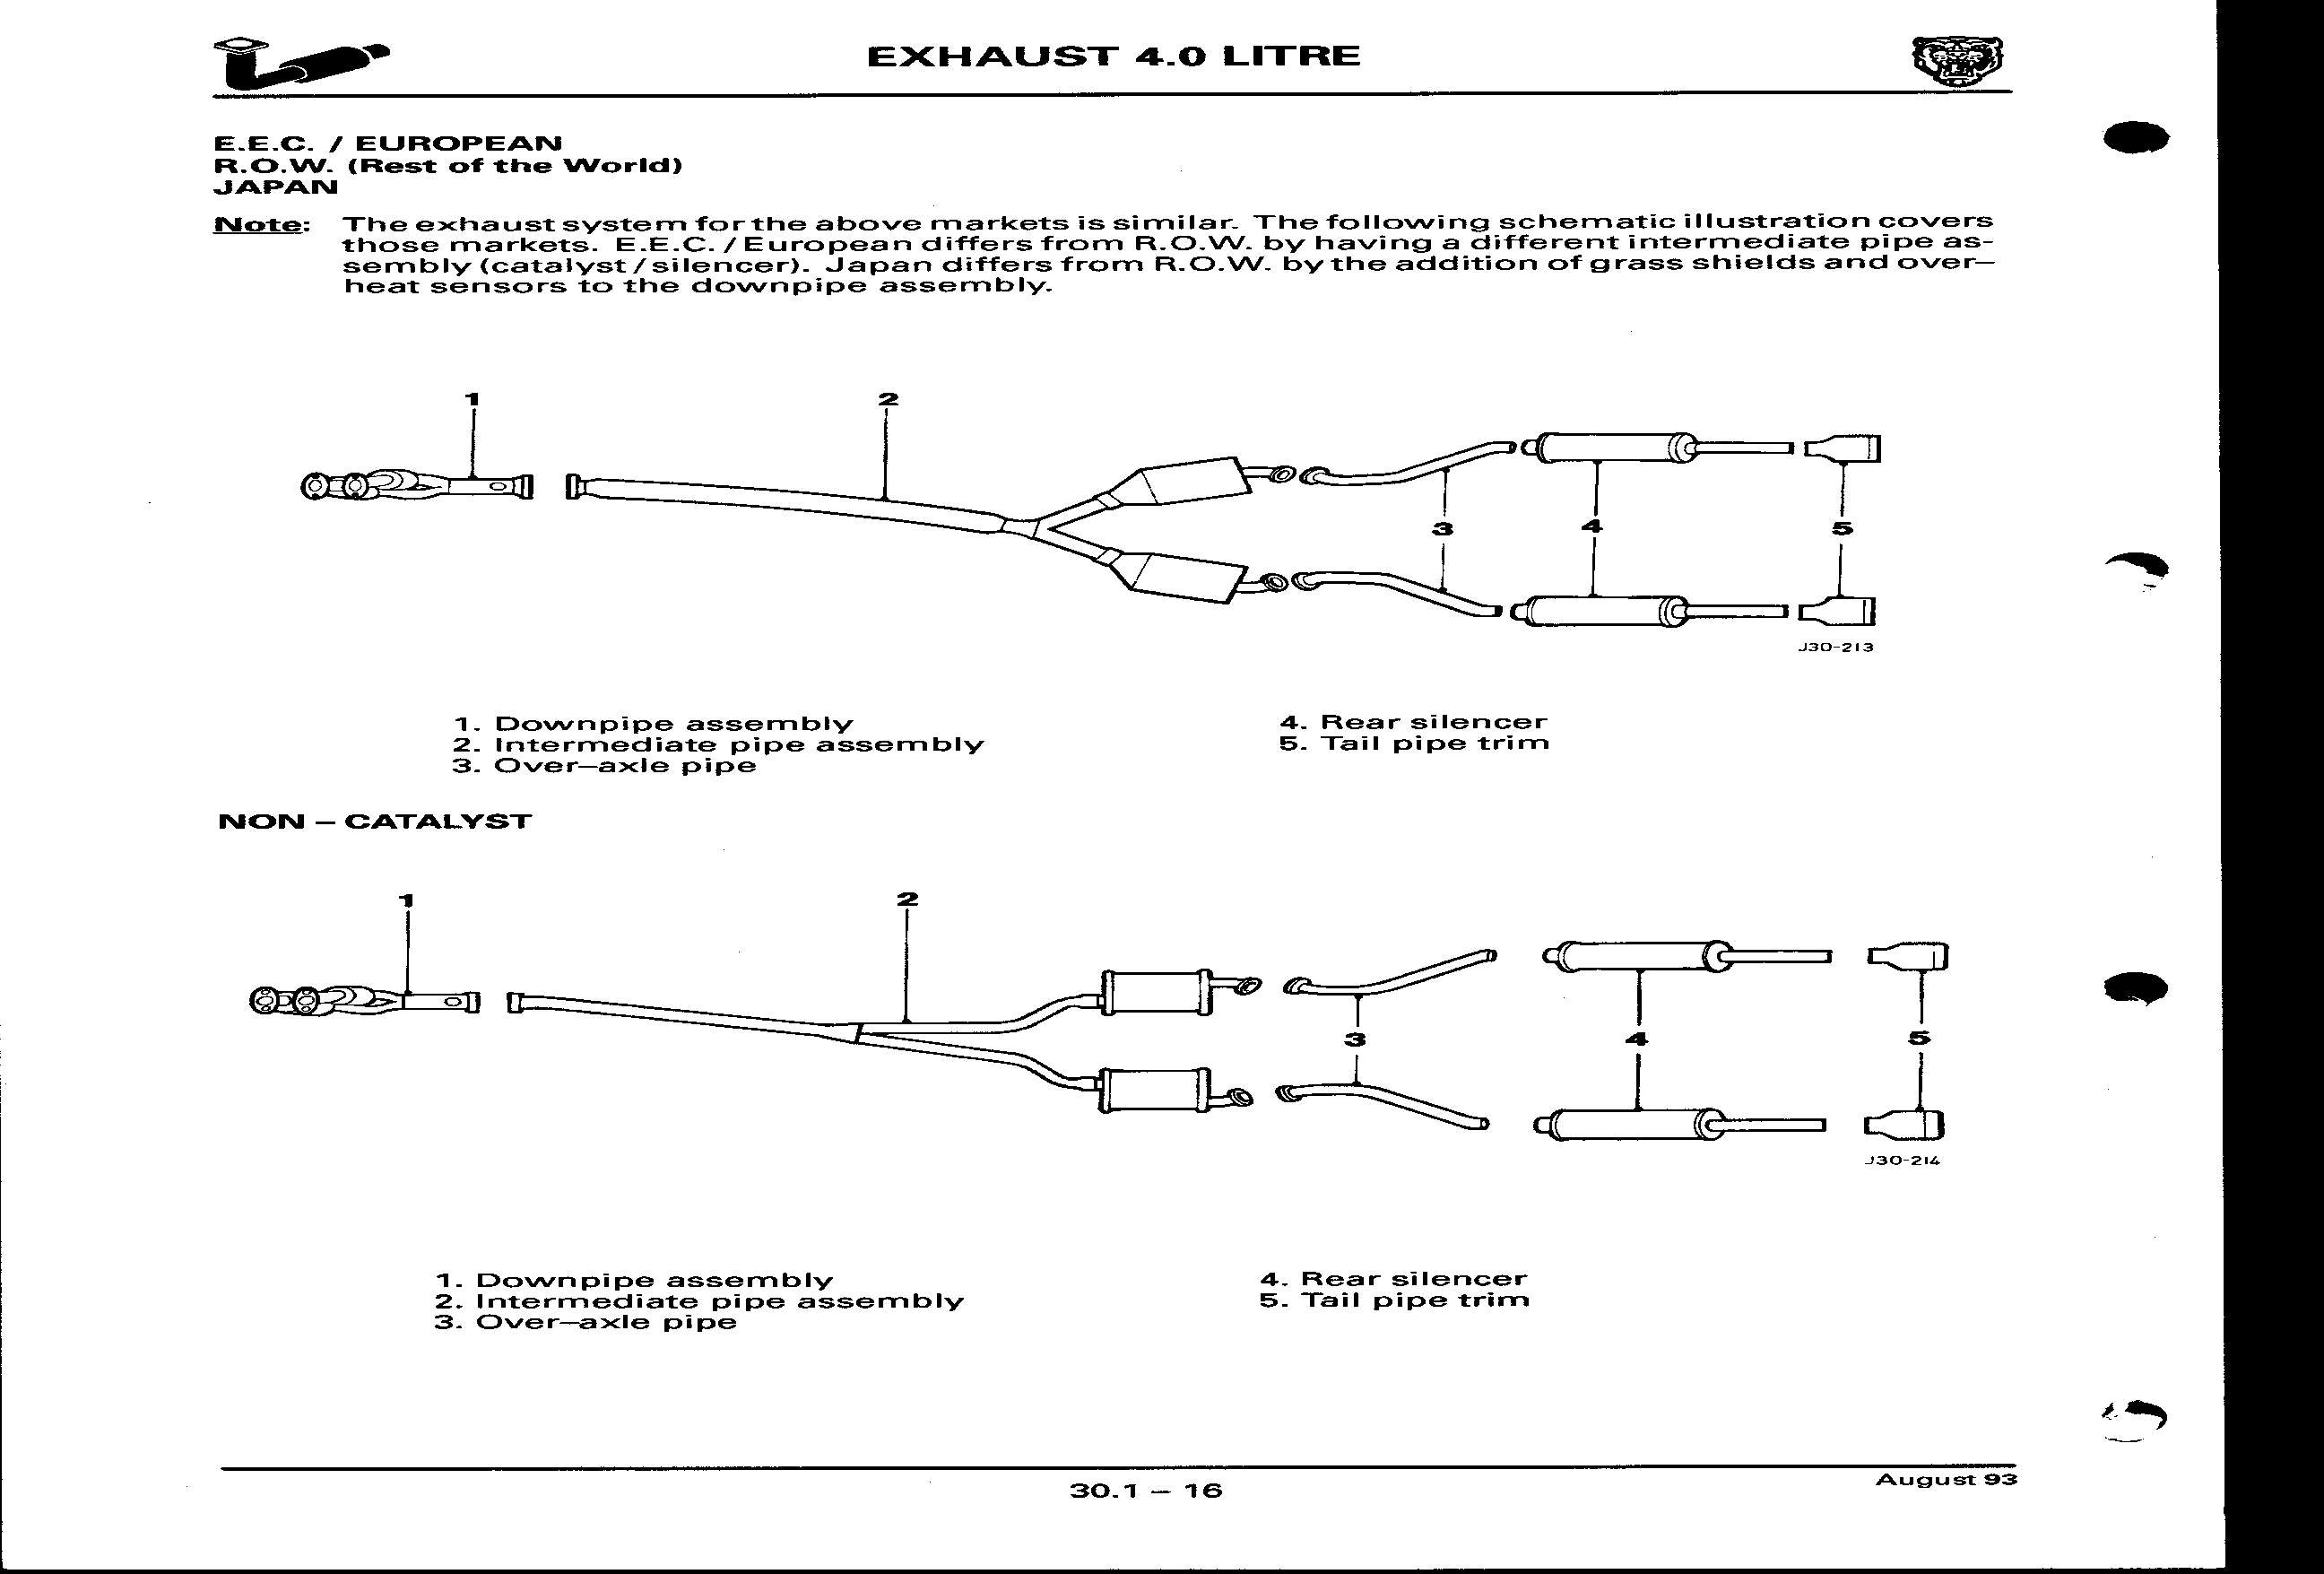 EXHAUST 4.0 LITRE
E.E.C. / EUROPEAN
R.O.W. (Rest of the World)
JAPAN
Note: The exhaust system for the above markets is similar. The following schematic illustration covers
those markets. E.E.C. / European differs from R.O.W. by having a different intermediate pipe as-
sembly (catalyst / silencer). Japan differs from R.O.W. by the addition of grass shields and over–
heat sensors to the downpipe assembly.
1 2
3 4 5
J30-213
1. Downpipe assembly
2. Intermediate pipe assembly
3. Over–axle pipe
4. Rear silencer
5. Tail pipe trim
NON – CATALYST
1 2
3 4 5
J30-214
1. Downpipe assembly
2. Intermediate pipe assembly
3. Over–axle pipe
4. Rear silencer
5. Tail pipe trim
30.1 – 16
August 93